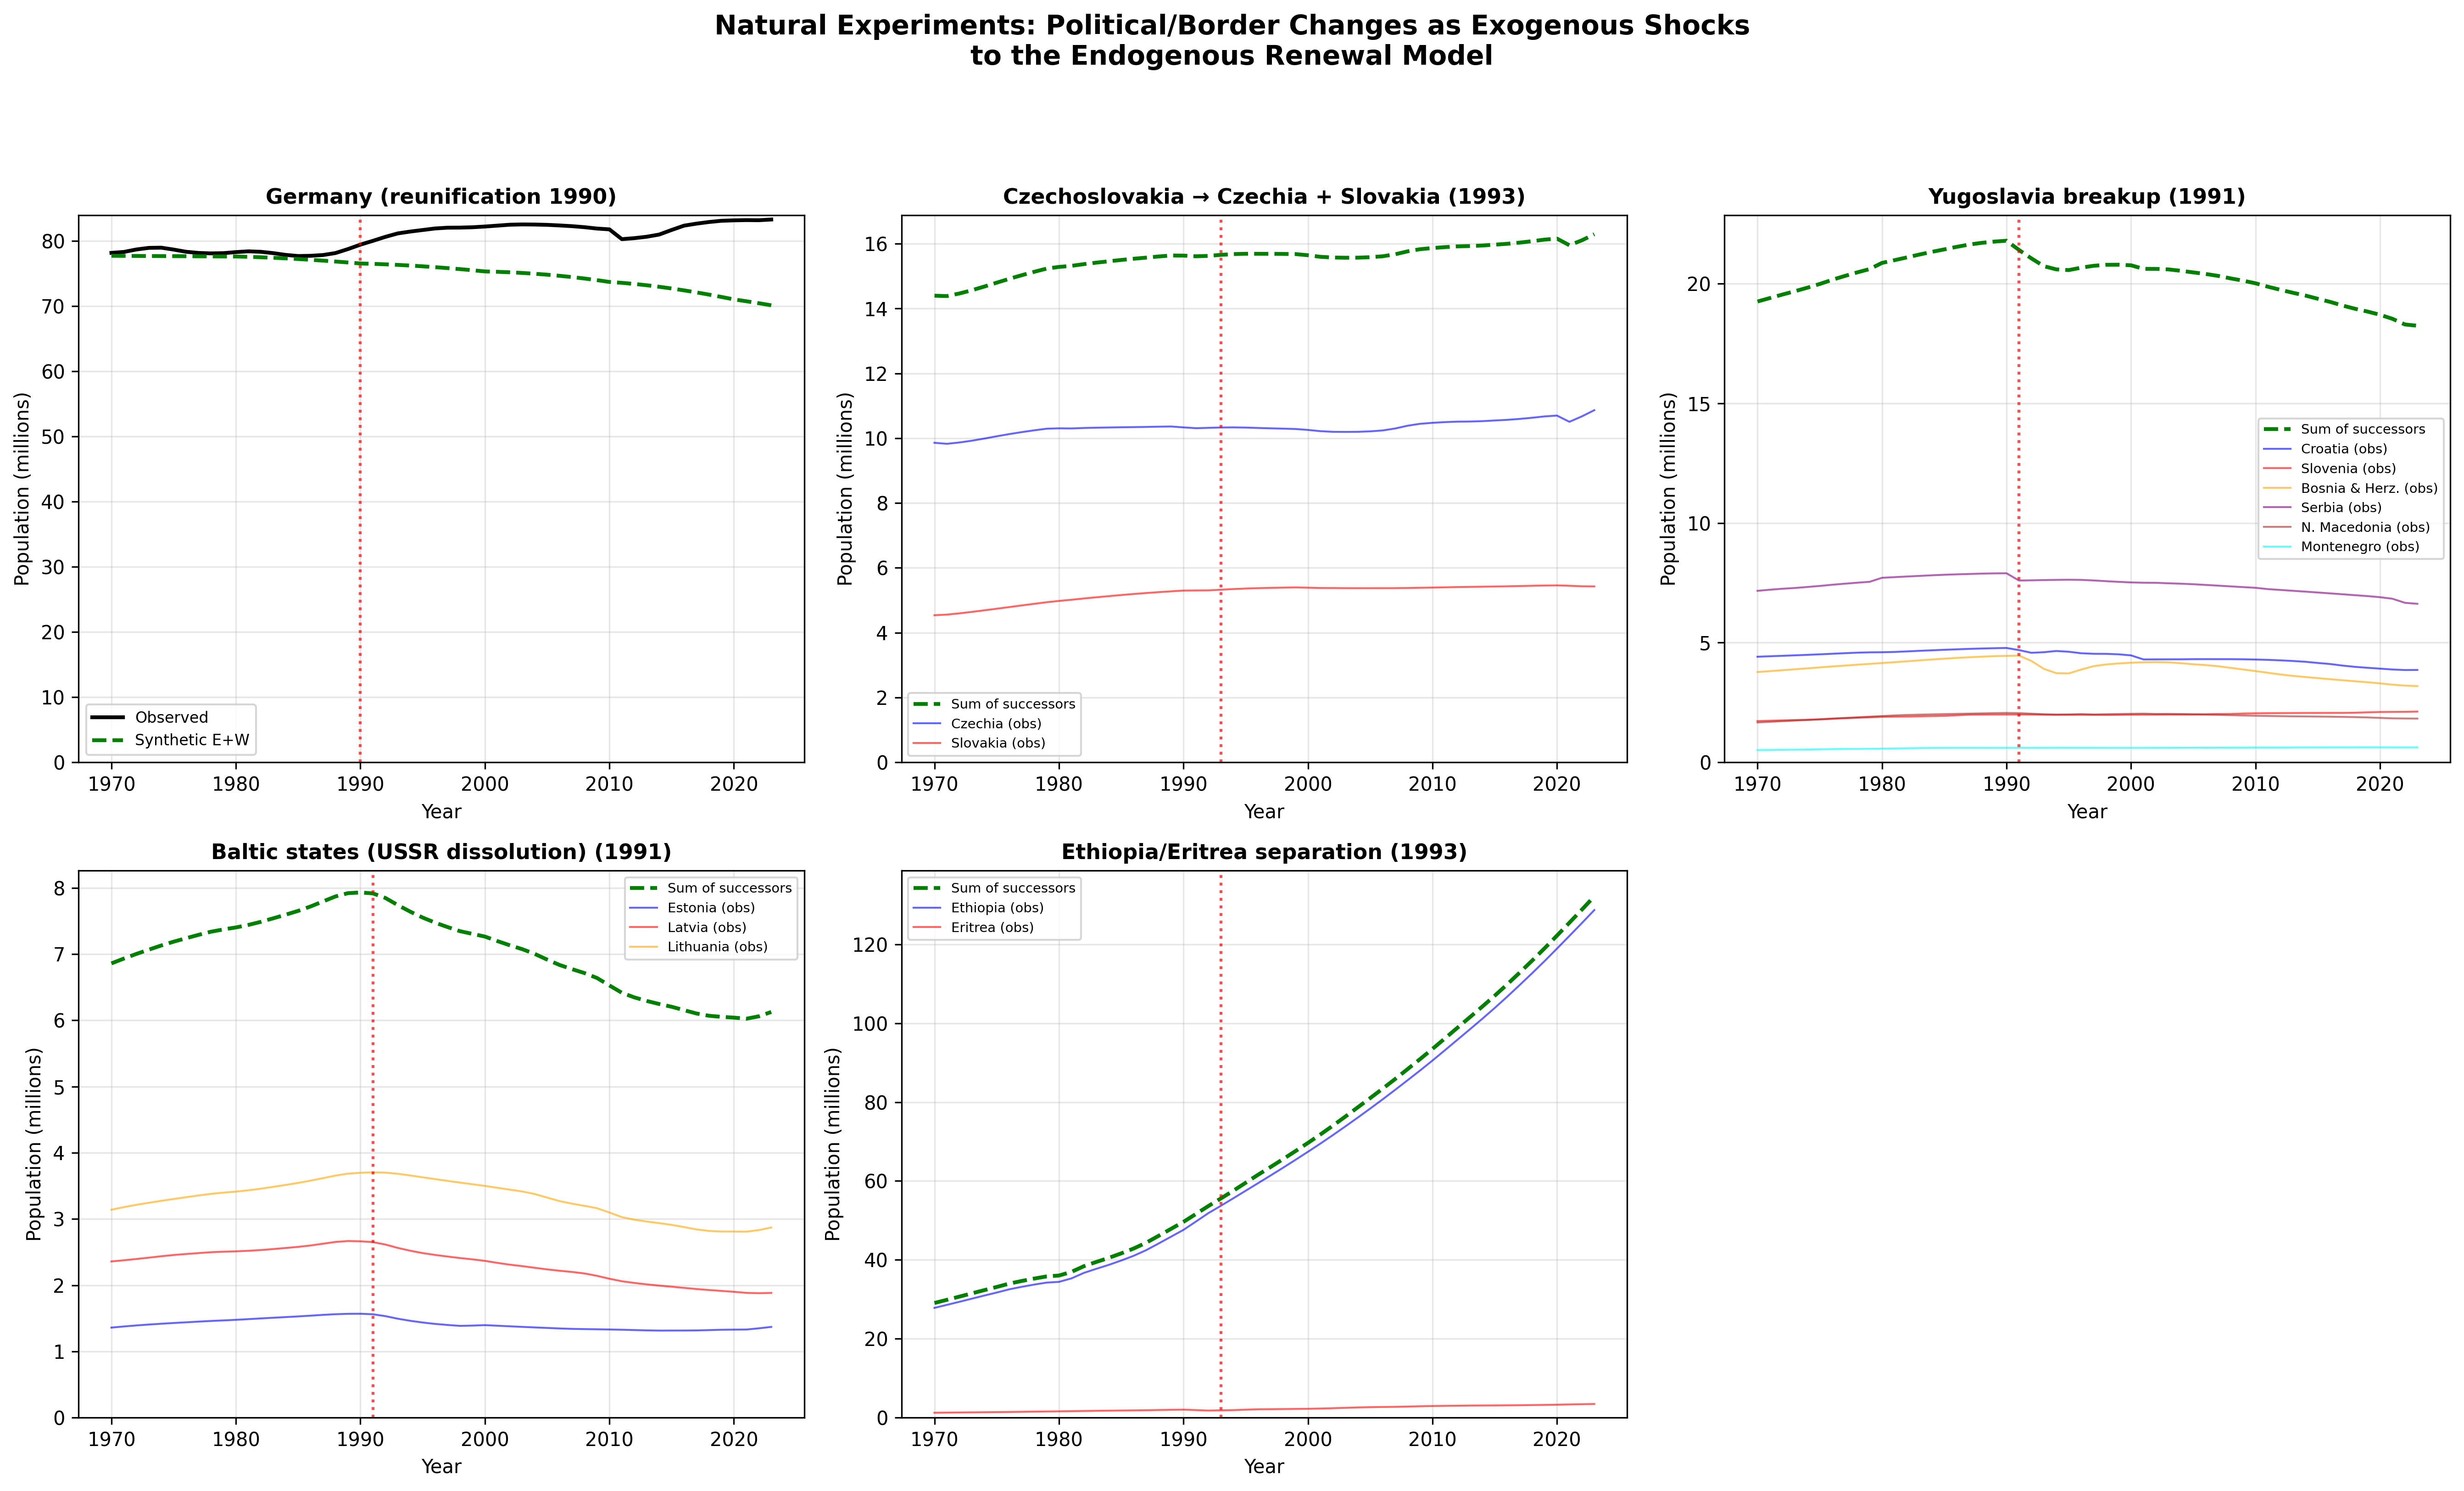 Natural Experiments: Political/Border Changes as Exogenous Shocks
to the Endogenous Renewal Model
Germany (reunification 1990)
Population (millions)
80
70
60
50
40
30
20
10
0
Observed
Synthetic E+W
1970
1980
1990
2000
2010
2020
Year
Czechoslovakia → Czechia + Slovakia (1993)
Population (millions)
16
14
12
10
8
6
4
2
0
Sum of successors
Czechia (obs)
Slovakia (obs)
1970
1980
1990
2000
2010
2020
Year
Yugoslavia breakup (1991)
Population (millions)
20
15
10
5
0
Sum of successors
Croatia (obs)
Slovenia (obs)
Bosnia & Herz. (obs)
Serbia (obs)
N. Macedonia (obs)
Montenegro (obs)
1970
1980
1990
2000
2010
2020
Year
Baltic states (USSR dissolution) (1991)
Population (millions)
8
7
6
5
4
3
2
1
0
Sum of successors
Estonia (obs)
Latvia (obs)
Lithuania (obs)
1970
1980
1990
2000
2010
2020
Year
Ethiopia/Eritrea separation (1993)
Population (millions)
120
100
80
60
40
20
0
Sum of successors
Ethiopia (obs)
Eritrea (obs)
1970
1980
1990
2000
2010
2020
Year